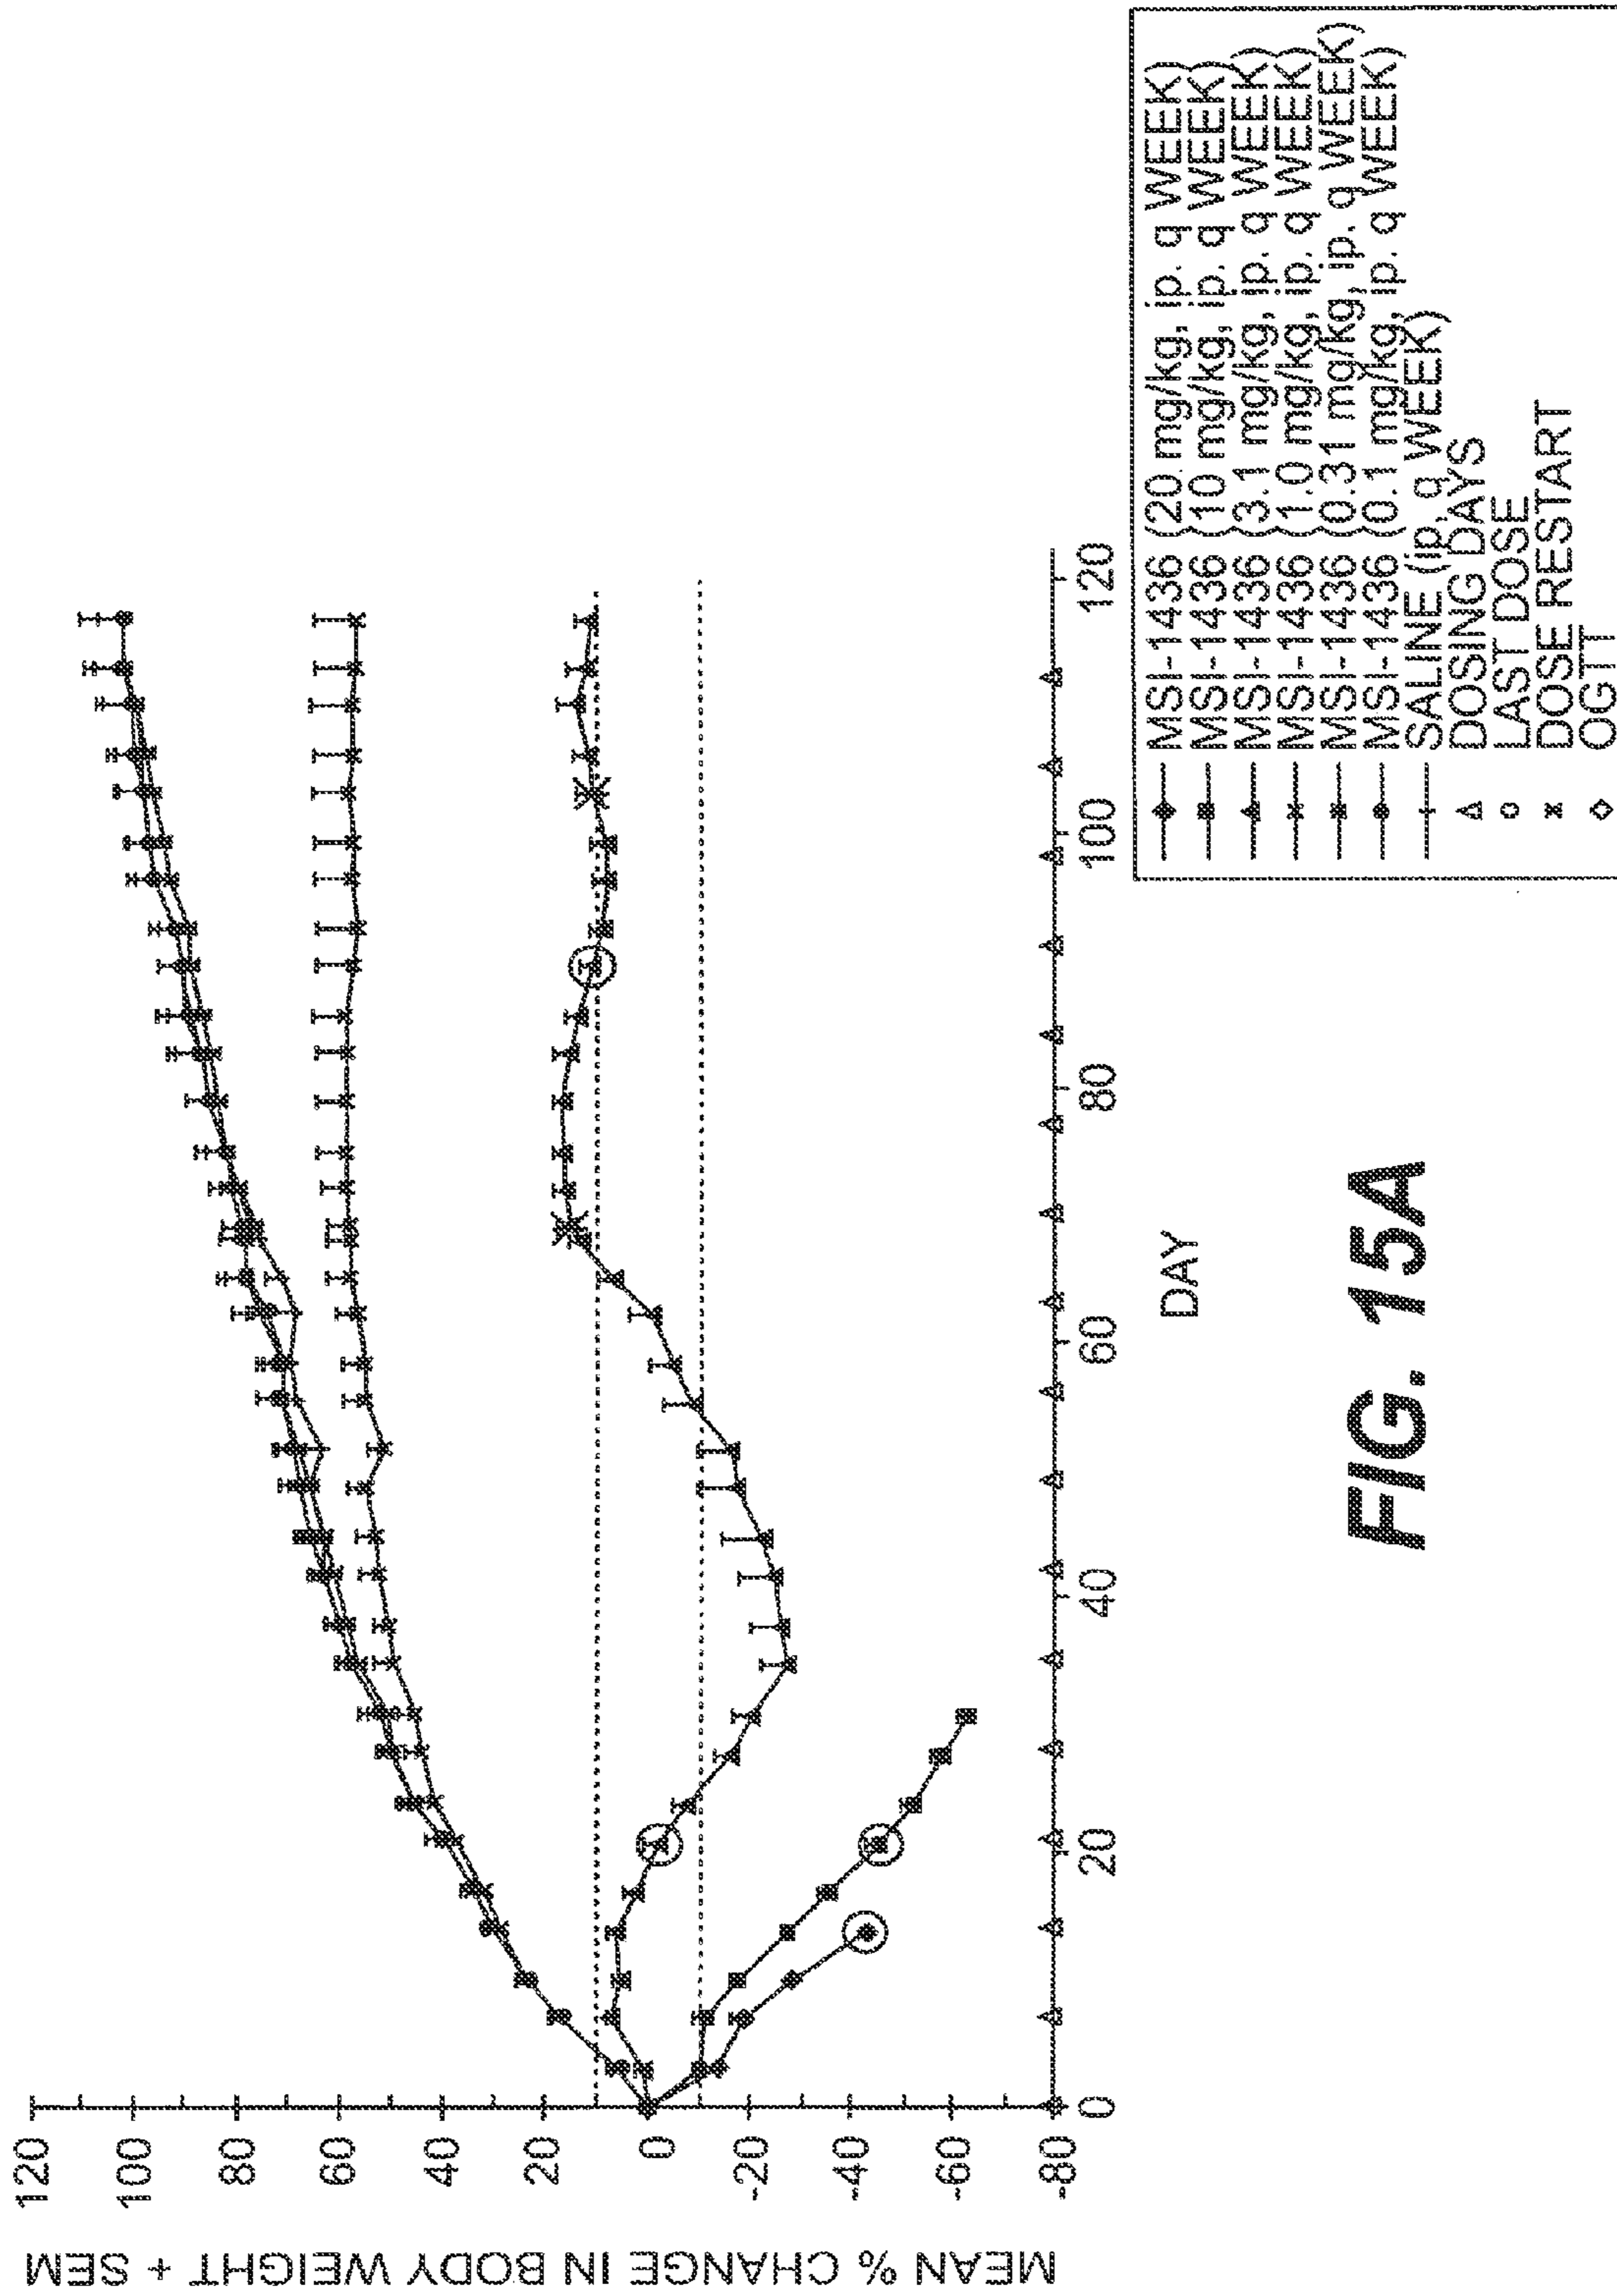 MEAN % CHANGE IN BODY WEIGHT + SEM
120
100
80
60
40
20
0
-20
-40
-60
-80
0
20
40
60
80
100
120
DAY
MSI-1436 (20 mg/kg, ip. q WEEK)
MSI-1436 (10 mg/kg, ip. q WEEK)
MSI-1436 (3.1 mg/kg, ip. q WEEK)
MSI-1436 (1.0 mg/kg, ip. q WEEK)
MSI-1436 (0.31 mg/kg, ip. q WEEK)
MSI-1436 (0.1 mg/kg, ip. q WEEK)
SALINE (ip, q WEEK)
DOSING DAYS
LAST DOSE
DOSE RESTART
OGTT
FIG. 15A